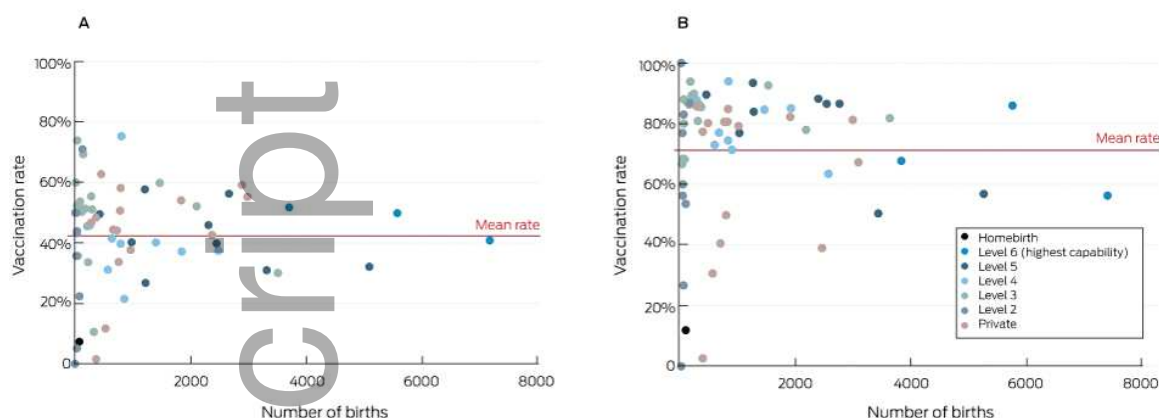 A
100%
80%
60%
40%
20%
0
Vaccination rate
Mean rate
2000
4000
6000
8000
Number of births
cript
B
100%
80%
60%
40%
20%
0
Vaccination rate
Mean rate
Homebirth
Level 6 (highest capability)
Level 5
Level 4
Level 3
Level 2
Private
2000
4000
6000
8000
Number of births